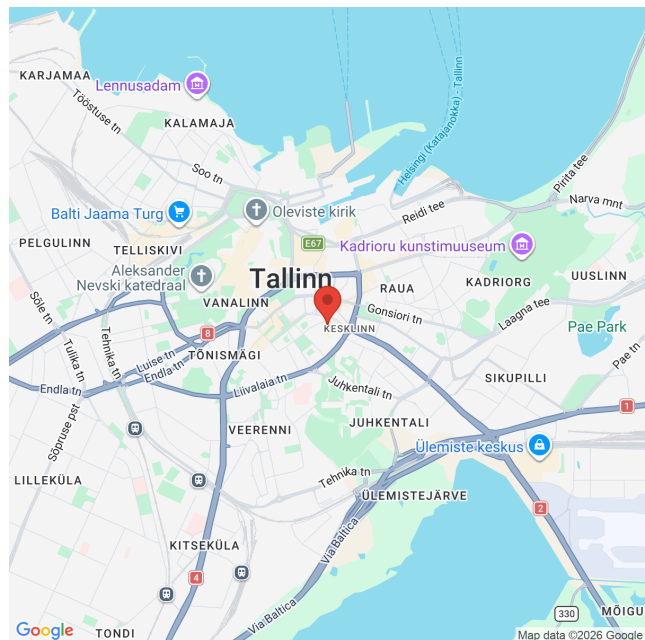 KARJAMAA
Lennusadam
Tööstuse tn
KALAMAJA
Soo tn
Helsingi (Katajanokka) - Tallinn
Pirita tee
Narva mnt
Balti Jaama Turg
Oleviste kirik
Reidi tee
PELGULINN
TELLISKIVI
E67
Kadrioru kunstimuuseum
Aleksander
Nevski katedraal
Tallinn
RAUA
KADRIORG
UUSLINN
VANALINN
Sõle tn
Gonsiori tn
Laagna tee
Pae Park
Tehnika tn
8
KESKLINN
Tulika tn
Luise tn
TÕNISMÄGI
Pae tn
Endla tn
Endla tn
Liivalaia tn
Juhkentali tn
SIKUPILLI
1
Sõpruse pst
VEERENNI
JUHKENTALI
Ülemiste keskus
LILLEKÜLA
Tehnika tn
ÜLEMISTEJÄRVE
2
KITSEKÜLA
Via Baltica
4
Via Baltica
330
MÕIGU
TONDI
Google
Map data ©2026 Google